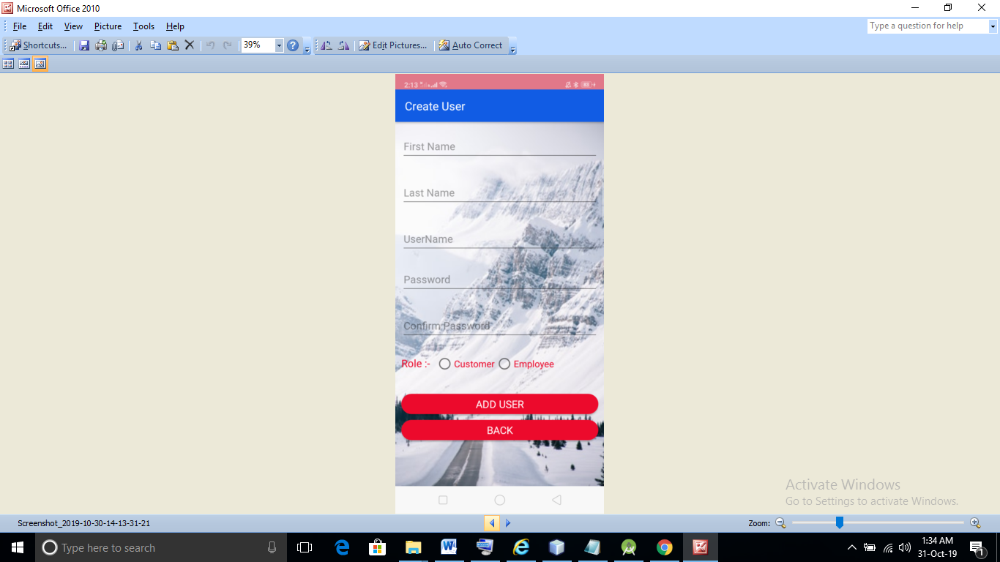 Microsoft Office 2010
File Edit View Picture Tools Help
Type a question for help
Shortcuts...
39%
Edit Pictures...
Auto Correct
2:13
Create User
First Name
Last Name
UserName
Password
Confirm Password
Role :- Customer Employee
ADD USER
BACK
Activate Windows
Go to Settings to activate Windows.
Screenshot_2019-10-30-14-13-31-21
Zoom:
Type here to search
1:34 AM
31-Oct-19
1